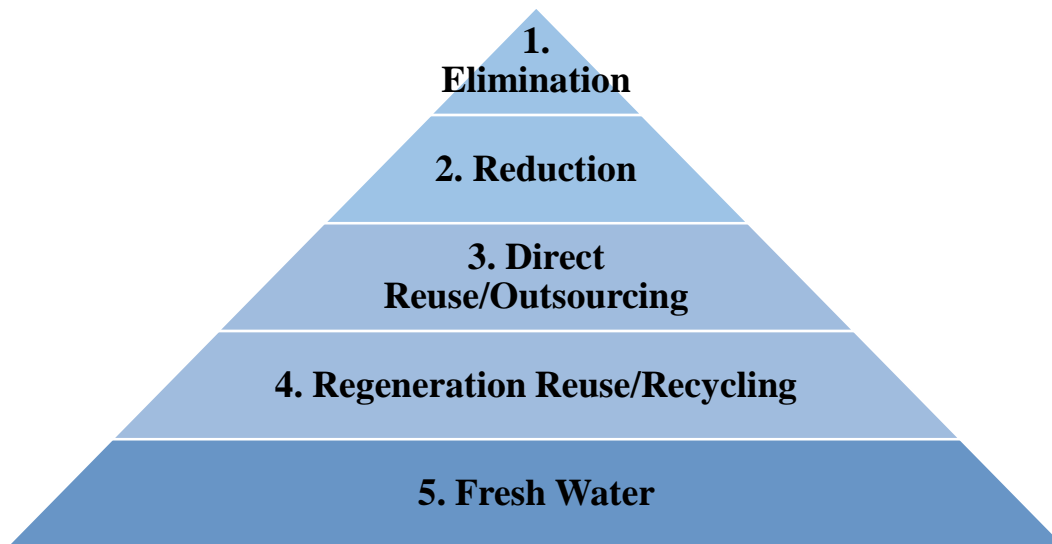 1.
Elimination
2. Reduction
3. Direct
Reuse/Outsourcing
4. Regeneration Reuse/Recycling
5. Fresh Water